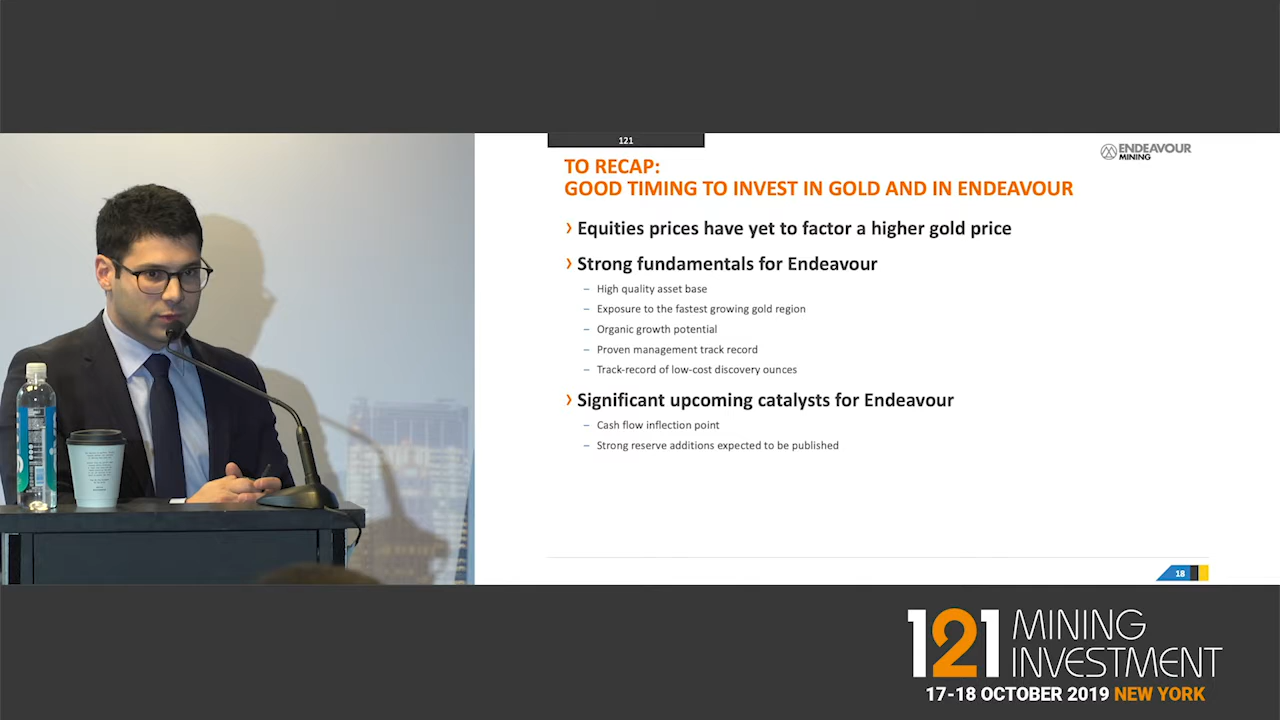 121
ENDEAVOUR
MINING
TO RECAP:
GOOD TIMING TO INVEST IN GOLD AND IN ENDEAVOUR
› Equities prices have yet to factor a higher gold price
› Strong fundamentals for Endeavour
– High quality asset base
– Exposure to the fastest growing gold region
– Organic growth potential
– Proven management track record
– Track-record of low-cost discovery ounces
› Significant upcoming catalysts for Endeavour
– Cash flow inflection point
– Strong reserve additions expected to be published
18
121 MINING
INVESTMENT
17-18 OCTOBER 2019 NEW YORK